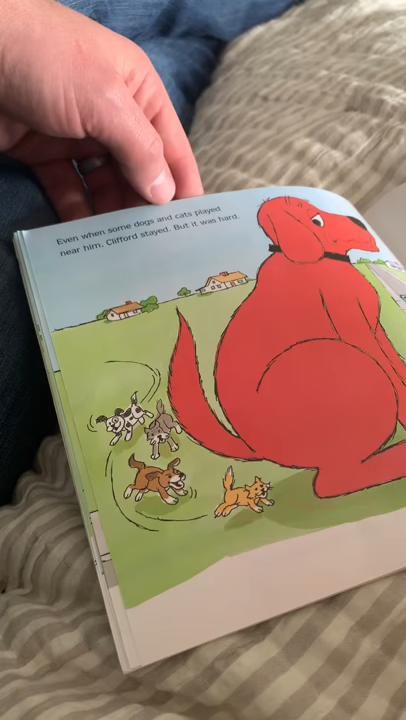 Even when some dogs and cats played
near him, Clifford stayed. But it was hard.